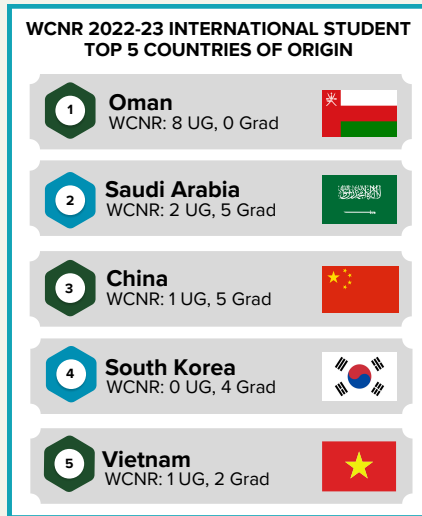 WCNR 2022-23 INTERNATIONAL STUDENT
TOP 5 COUNTRIES OF ORIGIN
1
Oman
WCNR: 8 UG, 0 Grad
2
Saudi Arabia
WCNR: 2 UG, 5 Grad
3
China
WCNR: 1 UG, 5 Grad
4
South Korea
WCNR: 0 UG, 4 Grad
5
Vietnam
WCNR: 1 UG, 2 Grad